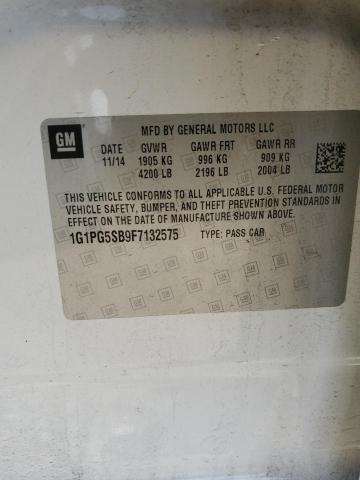 GM
MFD BY GENERAL MOTORS LLC
DATE GVWR GAWR FRT GAWR RR
11/14 1905 KG 996 KG 909 KG
4200 LB 2196 LB 2004 LB
THIS VEHICLE CONFORMS TO ALL APPLICABLE U.S. FEDERAL MOTOR
VEHICLE SAFETY, BUMPER, AND THEFT PREVENTION STANDARDS IN
EFFECT ON THE DATE OF MANUFACTURE SHOWN ABOVE.
1G1PG5SB9F7132575 TYPE: PASS CAR